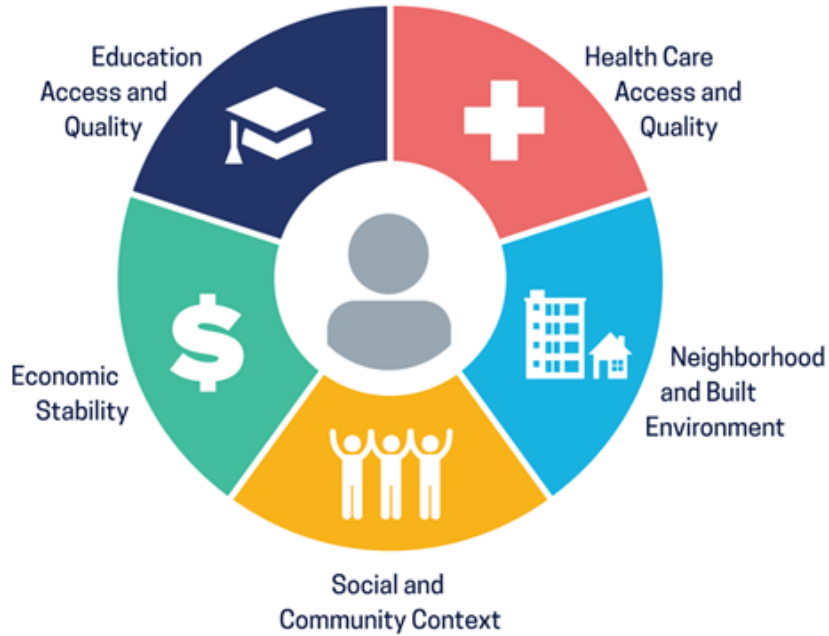 Education
Access and
Quality
Health Care
Access and
Quality
$
Economic
Stability
Neighborhood
and Built
Environment
Social and
Community Context